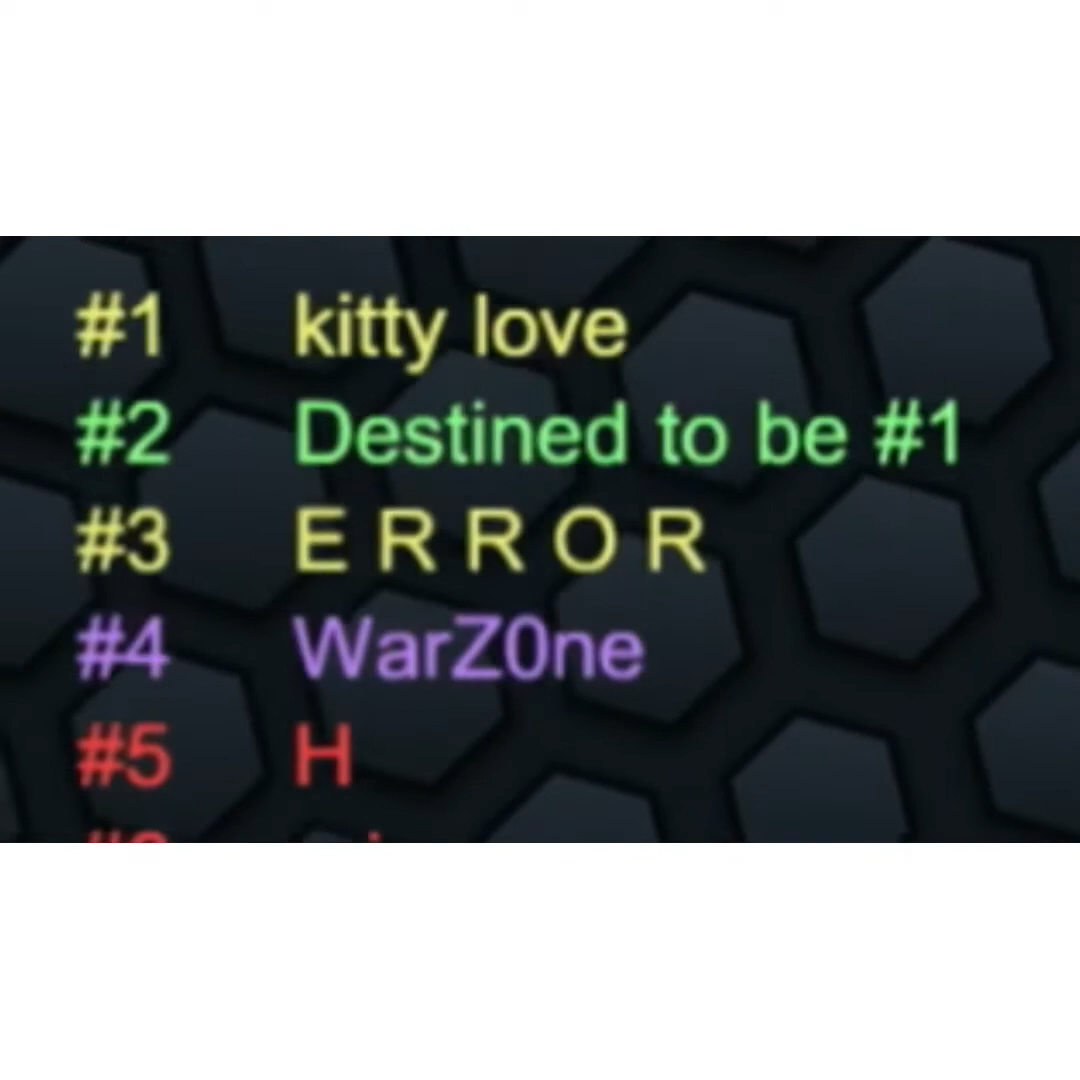 #1 kitty love
#2 Destined to be #1
#3 E R R O R
#4 WarZ0ne
#5 H